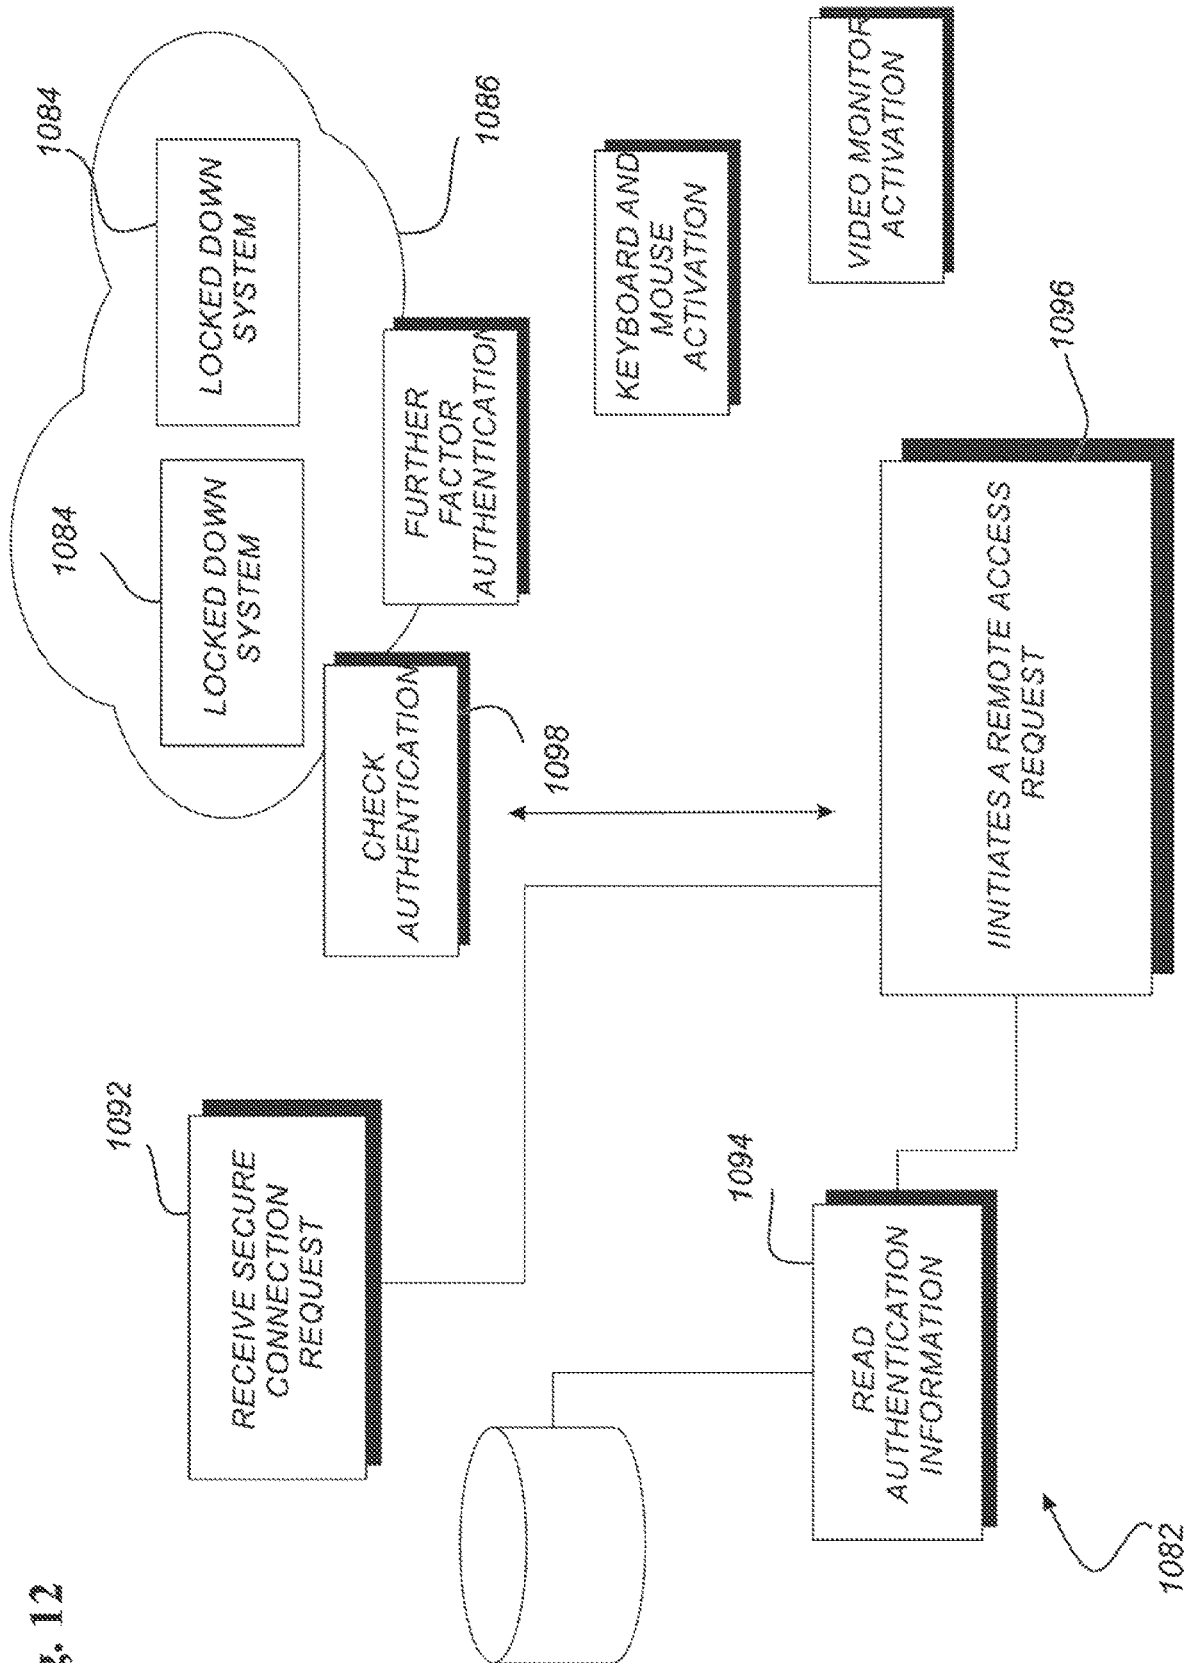 g. 12
1092
RECEIVE SECURE
CONNECTION
REQUEST
1084
LOCKED DOWN
SYSTEM
1084
LOCKED DOWN
SYSTEM
1086
CHECK
AUTHENTICATION
1098
FURTHER
FACTOR
AUTHENTICATION
KEYBOARD AND
MOUSE
ACTIVATION
VIDEO MONITOR
ACTIVATION
1094
READ
AUTHENTICATION
INFORMATION
1096
IINITIATES A REMOTE ACCESS
REQUEST
1082